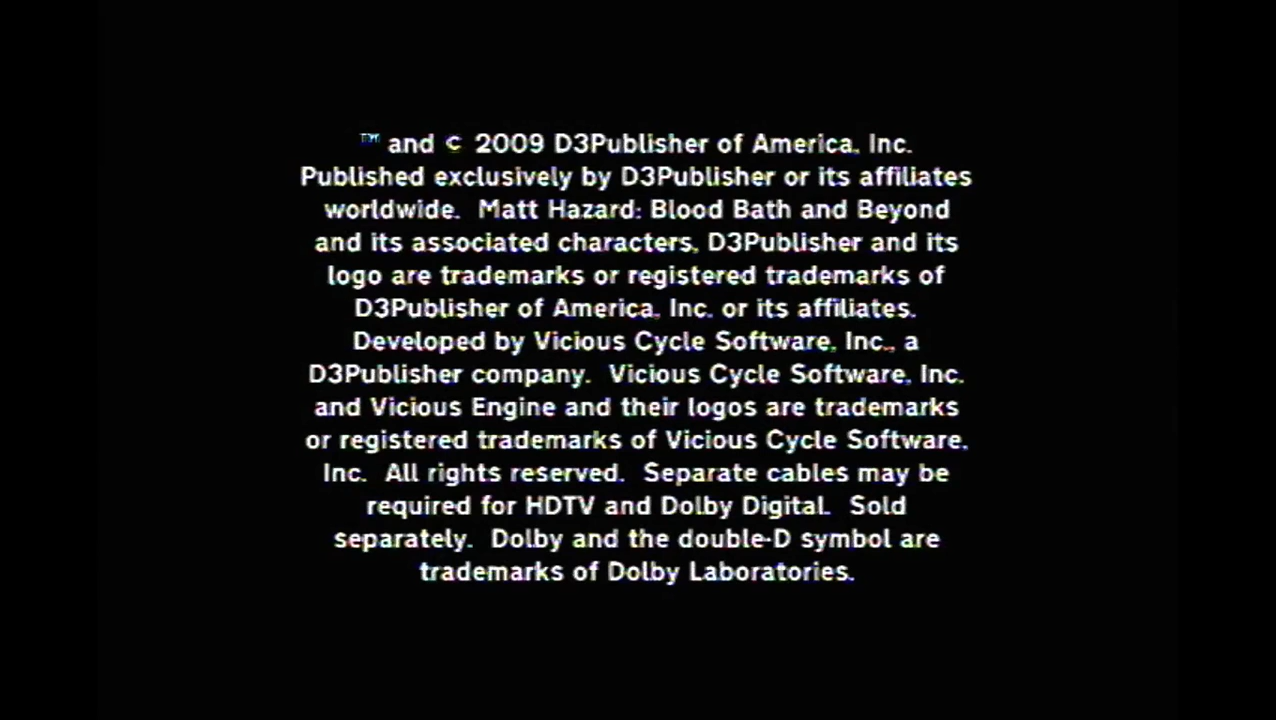 ™ and © 2009 D3Publisher of America, Inc.
Published exclusively by D3Publisher or its affiliates
worldwide.  Matt Hazard: Blood Bath and Beyond
and its associated characters, D3Publisher and its
logo are trademarks or registered trademarks of
D3Publisher of America, Inc. or its affiliates.
Developed by Vicious Cycle Software, Inc., a
D3Publisher company.  Vicious Cycle Software, Inc.
and Vicious Engine and their logos are trademarks
or registered trademarks of Vicious Cycle Software,
Inc.  All rights reserved.  Separate cables may be
required for HDTV and Dolby Digital.  Sold
separately.  Dolby and the double-D symbol are
trademarks of Dolby Laboratories.